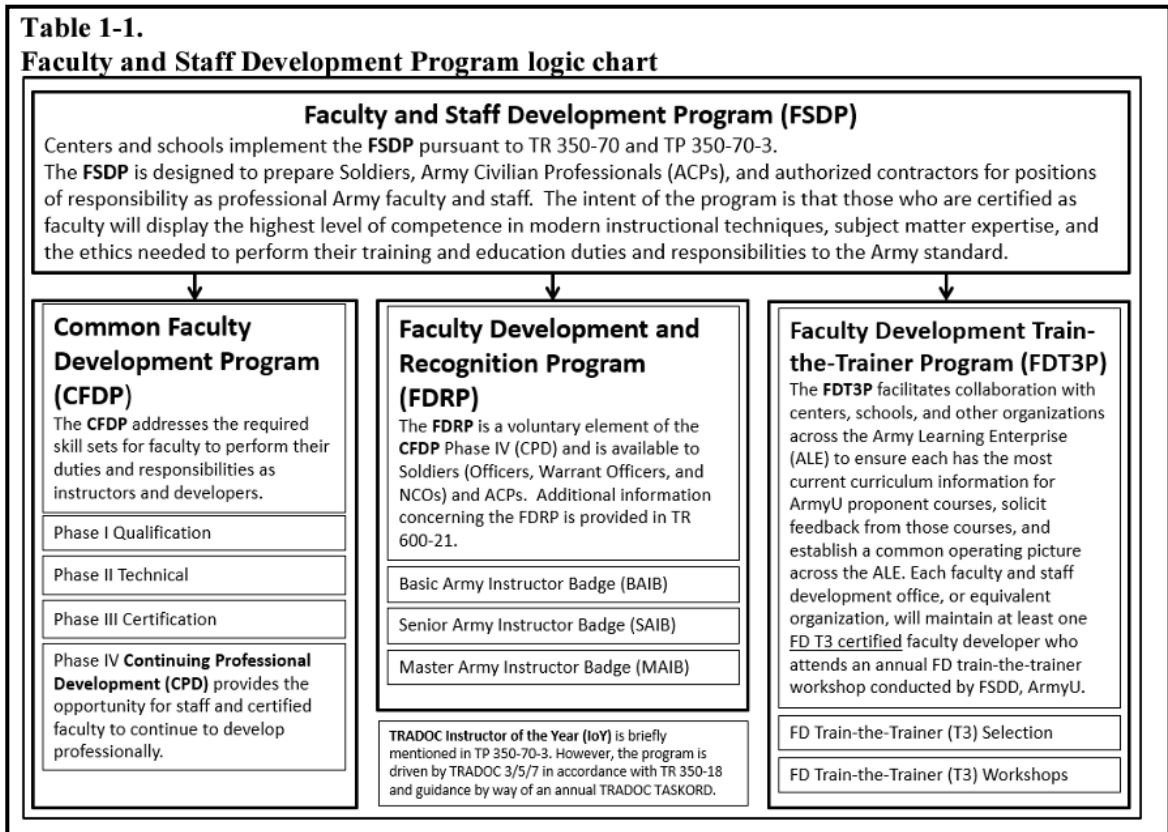 Table 1-1.
Faculty and Staff Development Program logic chart
Faculty and Staff Development Program (FSDP)
Centers and schools implement the FSDP pursuant to TR 350-70 and TP 350-70-3.
The FSDP is designed to prepare Soldiers, Army Civilian Professionals (ACPs), and authorized contractors for positions
of responsibility as professional Army faculty and staff. The intent of the program is that those who are certified as
faculty will display the highest level of competence in modern instructional techniques, subject matter expertise, and
the ethics needed to perform their training and education duties and responsibilities to the Army standard.
Common Faculty
Development Program
(CFDP)
The CFDP addresses the required
skill sets for faculty to perform their
duties and responsibilities as
instructors and developers.
Phase I Qualification
Phase II Technical
Phase III Certification
Phase IV Continuing Professional
Development (CPD) provides the
opportunity for staff and certified
faculty to continue to develop
professionally.
Faculty Development and
Recognition Program
(FDRP)
The FDRP is a voluntary element of the
CFDP Phase IV (CPD) and is available to
Soldiers (Officers, Warrant Officers, and
NCOs) and ACPs. Additional information
concerning the FDRP is provided in TR
600-21.
Basic Army Instructor Badge (BAIB)
Senior Army Instructor Badge (SAIB)
Master Army Instructor Badge (MAIB)
TRADOC Instructor of the Year (IoY) is briefly
mentioned in TP 350-70-3. However, the program is
driven by TRADOC 3/5/7 in accordance with TR 350-18
and guidance by way of an annual TRADOC TASKORD.
Faculty Development Train-
the-Trainer Program (FDT3P)
The FDT3P facilitates collaboration with
centers, schools, and other organizations
across the Army Learning Enterprise
(ALE) to ensure each has the most
current curriculum information for
ArmyU proponent courses, solicit
feedback from those courses, and
establish a common operating picture
across the ALE. Each faculty and staff
development office, or equivalent
organization, will maintain at least one
FD T3 certified faculty developer who
attends an annual FD train-the-trainer
workshop conducted by FSDD, ArmyU.
FD Train-the-Trainer (T3) Selection
FD Train-the-Trainer (T3) Workshops